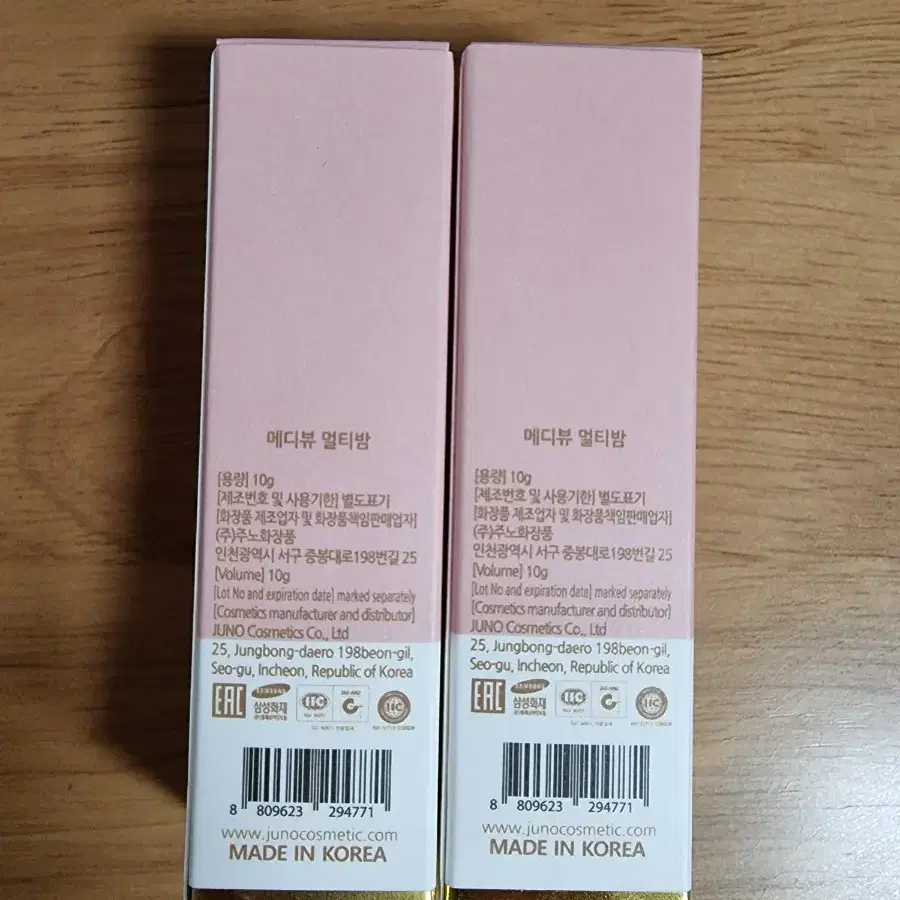 메디뷰 멀티밤
[용량] 10g
[제조번호 및 사용기한] 별도표기
[화장품 제조업자 및 화장품책임판매업자]
(주)주노화장품
인천광역시 서구 중봉대로198번길 25
[Volume] 10g
[Lot No and expiration date] marked separately
[Cosmetics manufacturer and distributor]
JUNO Cosmetics Co., Ltd
25, Jungbong-daero 198beon-gil,
Seo-gu, Incheon, Republic of Korea
EAC SAMSUNG
삼성화재
IIC
8 809623 294771
www.junocosmetic.com
MADE IN KOREA
메디뷰 멀티밤
[용량] 10g
[제조번호 및 사용기한] 별도표기
[화장품 제조업자 및 화장품책임판매업자]
(주)주노화장품
인천광역시 서구 중봉대로198번길 25
[Volume] 10g
[Lot No and expiration date] marked separately
[Cosmetics manufacturer and distributor]
JUNO Cosmetics Co., Ltd
25, Jungbong-daero 198beon-gil,
Seo-gu, Incheon, Republic of Korea
EAC SAMSUNG
삼성화재
IIC
8 809623 294771
www.junocosmetic.com
MADE IN KOREA